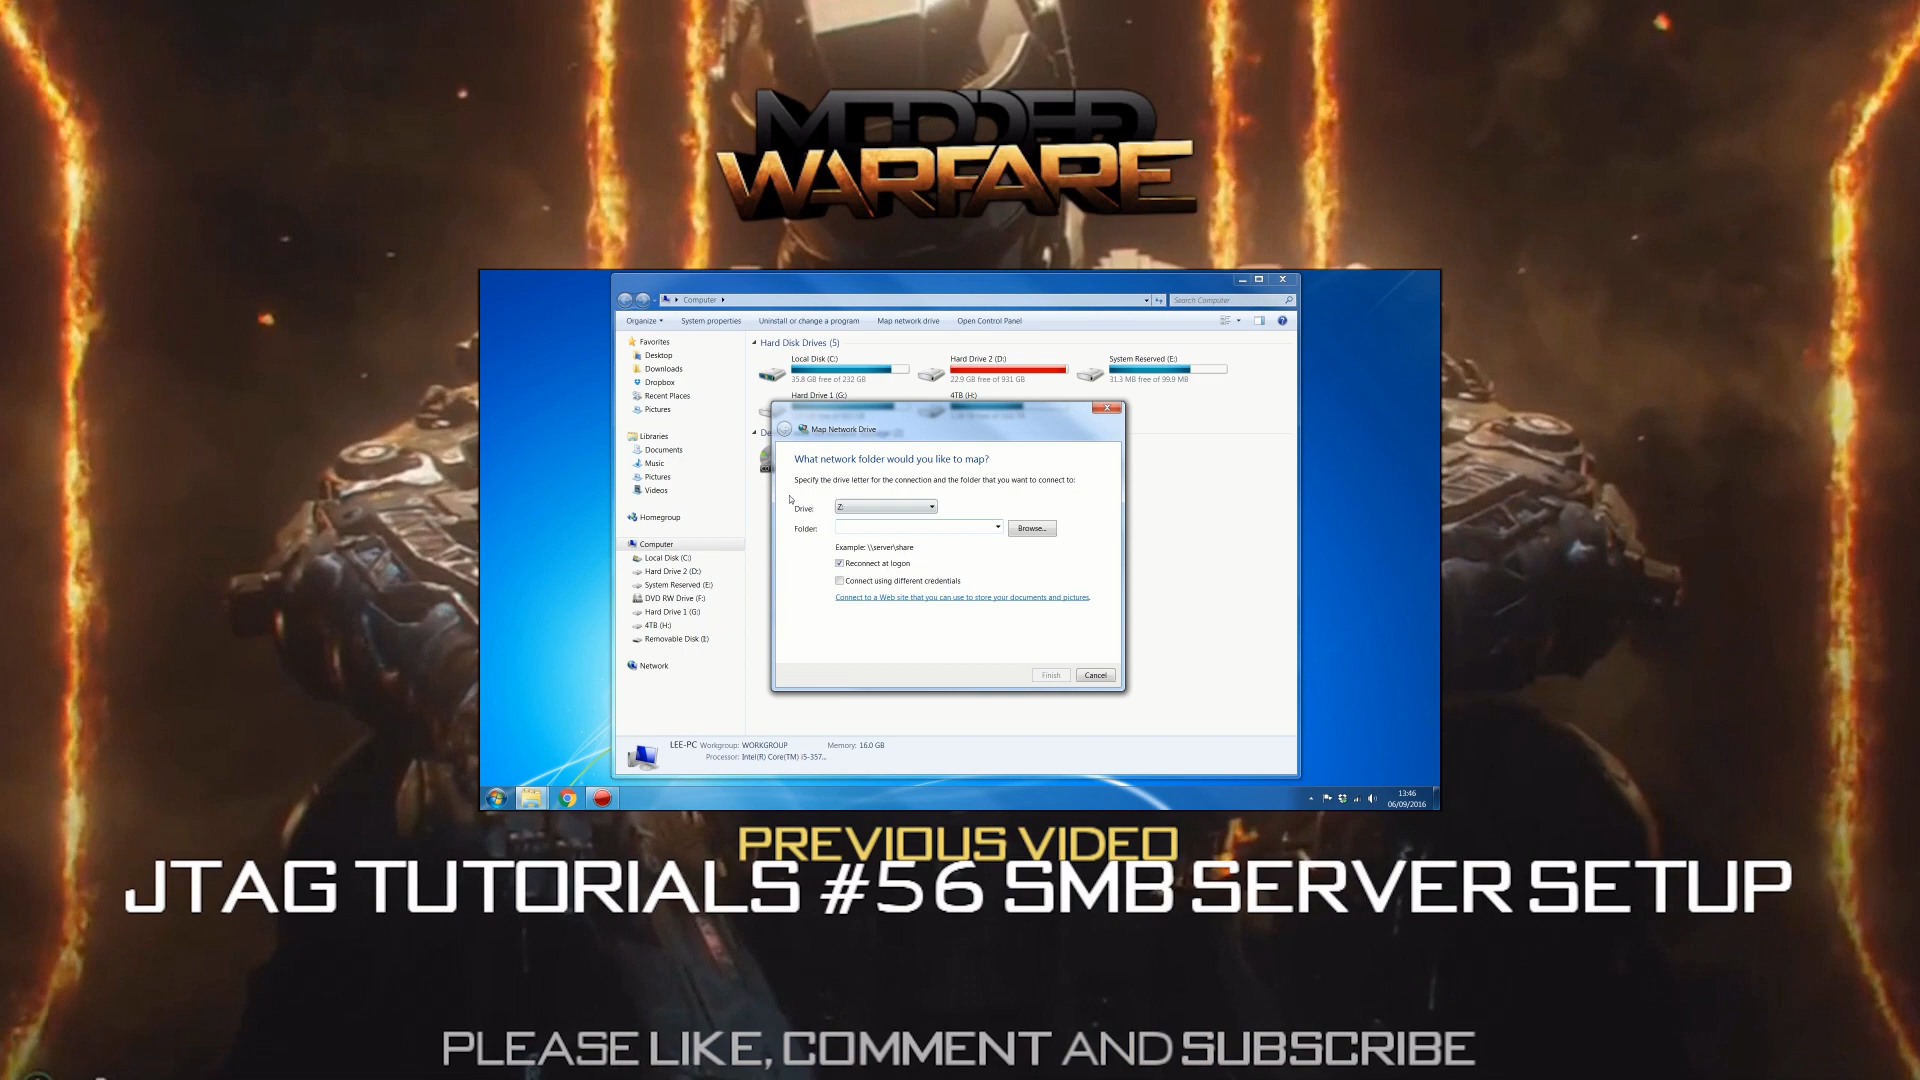 MODDED
WARFARE
Computer
Search Computer
Organize
System properties
Uninstall or change a program
Map network drive
Open Control Panel
Favorites
Desktop
Downloads
Dropbox
Recent Places
Pictures
Libraries
Documents
Music
Pictures
Videos
Homegroup
Computer
Local Disk (C:)
Hard Drive 2 (D:)
System Reserved (E:)
DVD RW Drive (F:)
Hard Drive 1 (G:)
4TB (H:)
Removable Disk (I:)
Network
Hard Disk Drives (5)
Local Disk (C:)
35.8 GB free of 232 GB
Hard Drive 2 (D:)
22.9 GB free of 931 GB
System Reserved (E:)
31.3 MB free of 99.9 MB
Hard Drive 1 (G:)
4TB (H:)
Map Network Drive
What network folder would you like to map?
Specify the drive letter for the connection and the folder that you want to connect to:
Drive:
Z:
Folder:
Browse...
Example: \\server\share
Reconnect at logon
Connect using different credentials
Connect to a Web site that you can use to store your documents and pictures.
Finish
Cancel
LEE-PC Workgroup: WORKGROUP Memory: 16.0 GB
Processor: Intel(R) Core(TM) i5-357...
13:46
06/09/2016
PREVIOUS VIDEO
JTAG TUTORIALS #56 SMB SERVER SETUP
PLEASE LIKE, COMMENT AND SUBSCRIBE